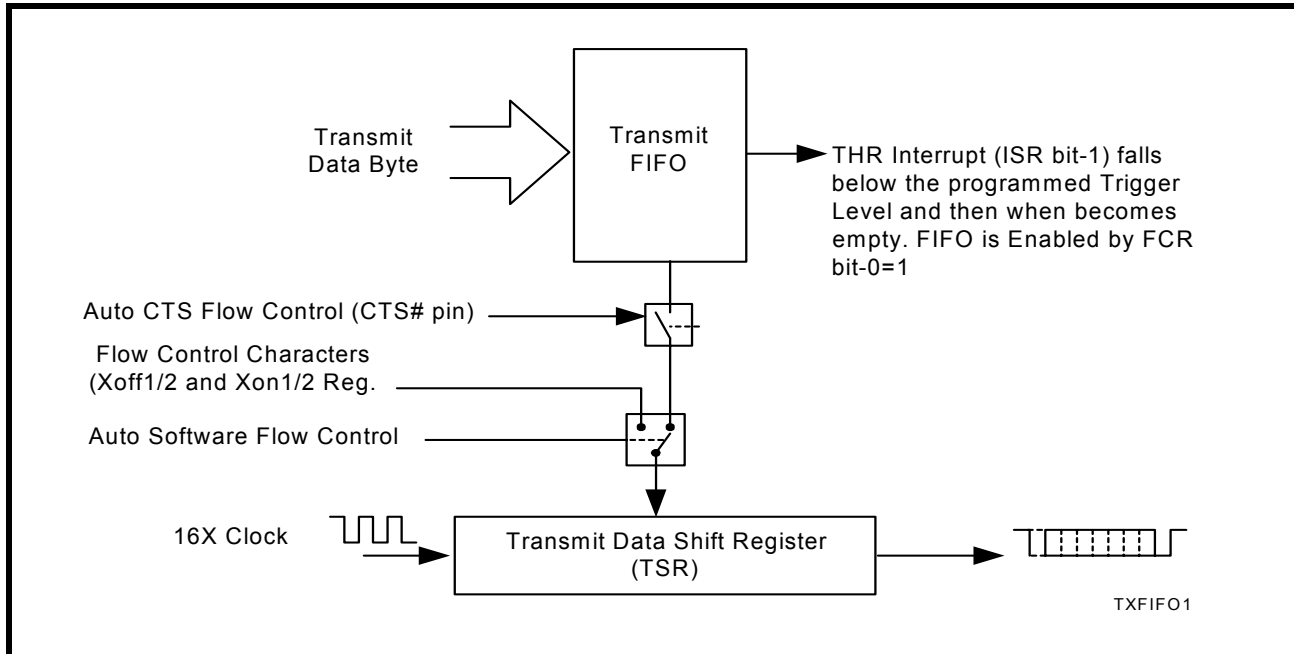 Transmit
Data Byte
Transmit
FIFO
THR Interrupt (ISR bit-1) falls
below the programmed Trigger
Level and then when becomes
empty. FIFO is Enabled by FCR
bit-0=1
Auto CTS Flow Control (CTS# pin)
Flow Control Characters
(Xoff1/2 and Xon1/2 Reg.
Auto Software Flow Control
16X Clock
Transmit Data Shift Register
(TSR)
TXFIFO1